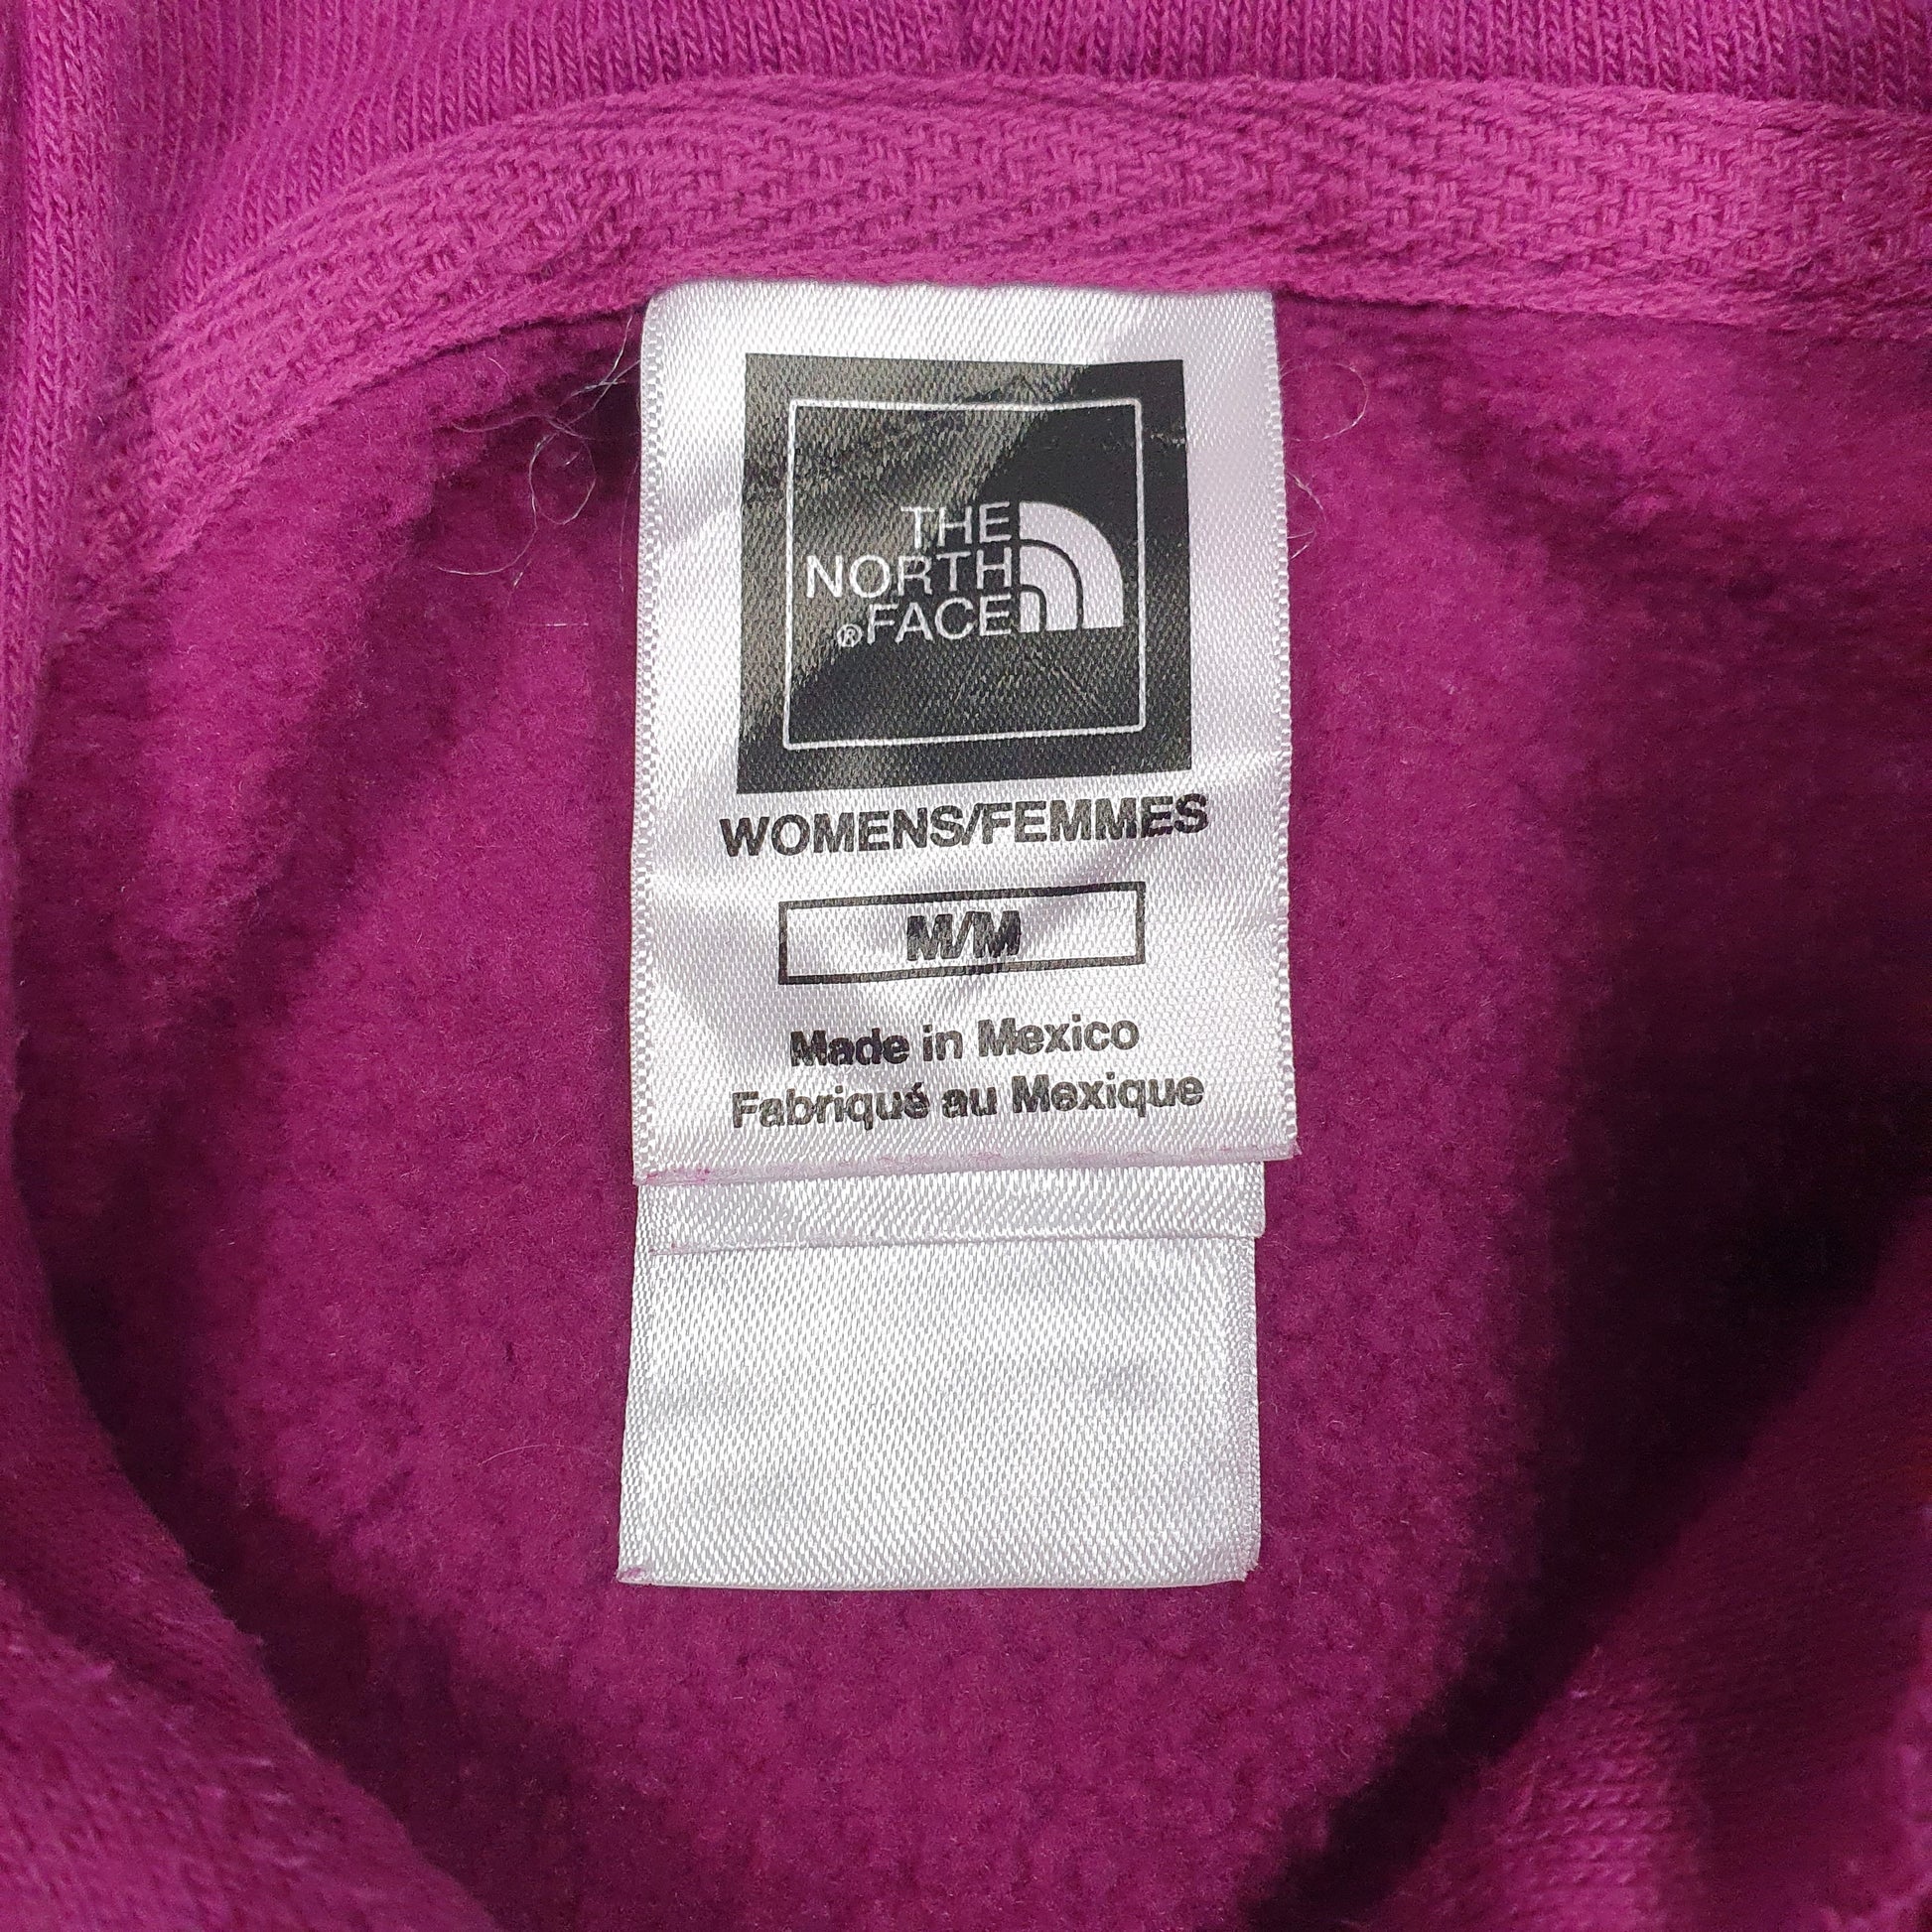 THE
NORTH
®FACE
WOMENS/FEMMES
M/M
Made in Mexico
Fabriqué au Mexique